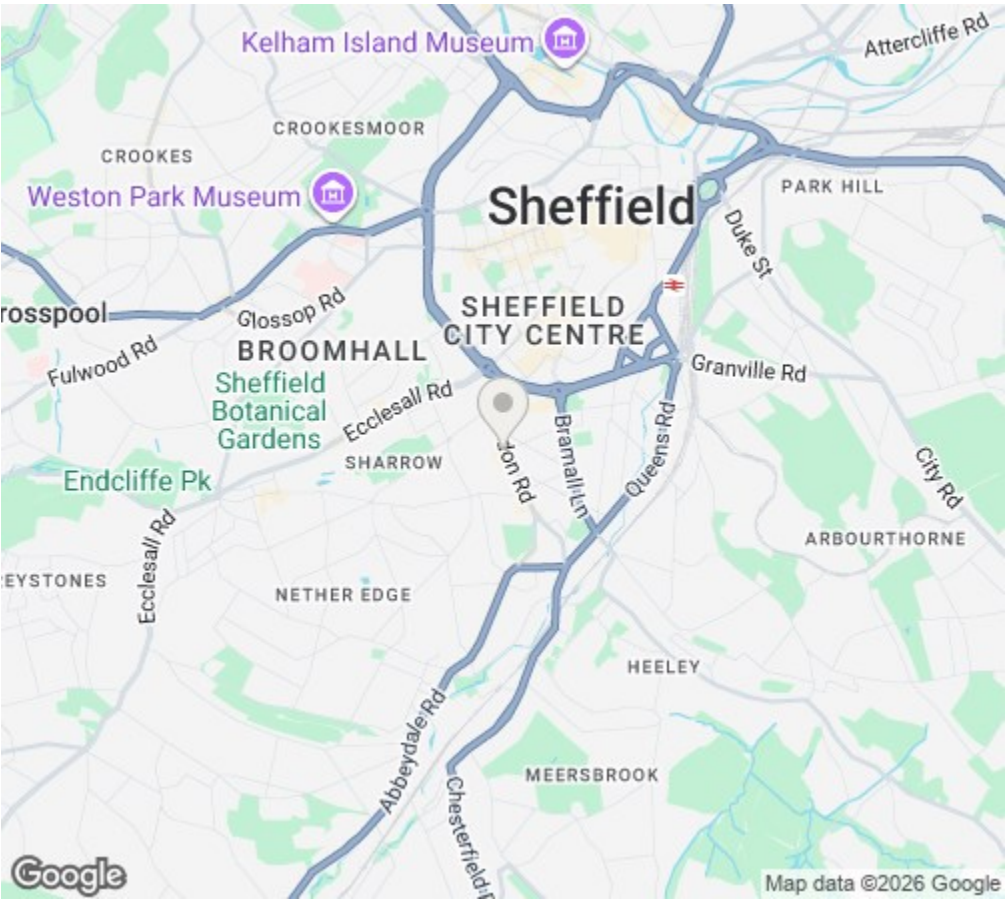 Kelham Island Museum
Attercliffe Rd
CROOKESMOOR
CROOKES
Weston Park Museum
Sheffield
PARK HILL
Duke St
rosspool
Glossop Rd
SHEFFIELD
CITY CENTRE
Fulwood Rd
BROOMHALL
Granville Rd
Sheffield
Botanical
Gardens
Ecclesall Rd
Bramall Ln
Queens Rd
SHARROW
don Rd
City Rd
Endcliffe Pk
Ecclesall Rd
ARBOURTHORNE
EYSTONES
NETHER EDGE
HEELEY
Abbeydale Rd
MEERSBROOK
Chesterfield R
Google
Map data ©2026 Google